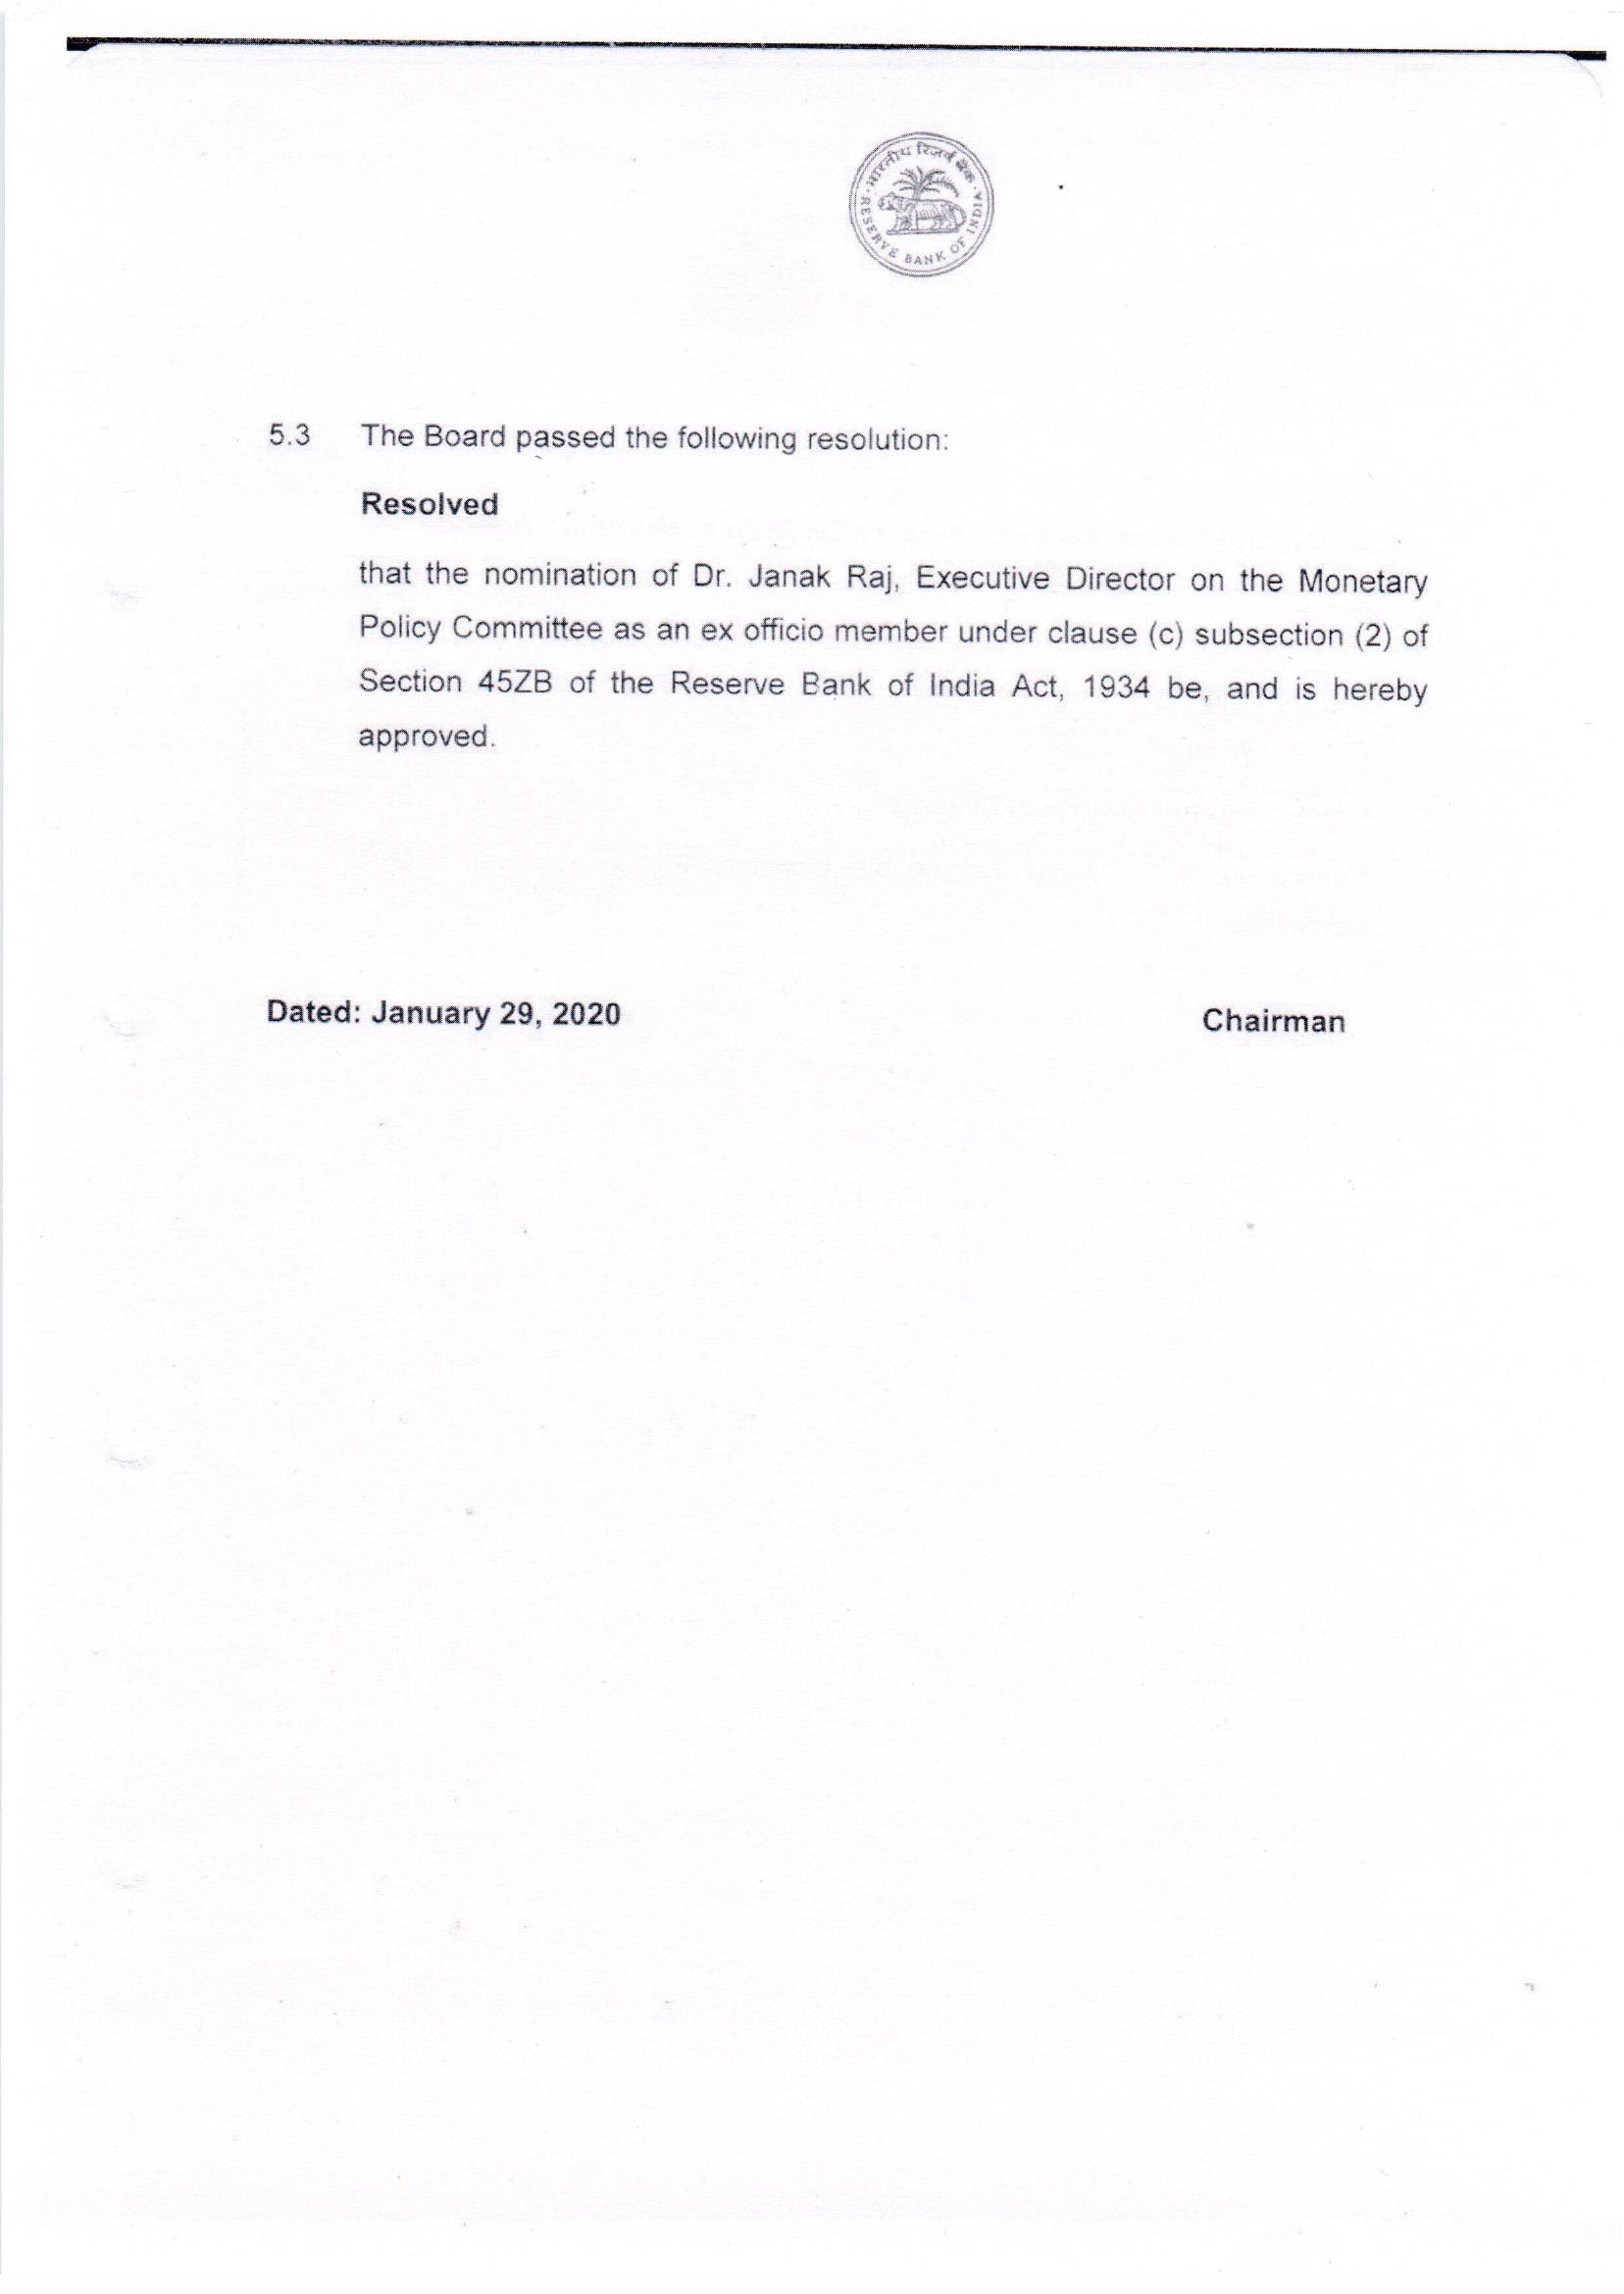 भारतीय रिज़र्व बैंक
RESERVE BANK OF INDIA
5.3 The Board passed the following resolution:
Resolved
that the nomination of Dr. Janak Raj, Executive Director on the Monetary
Policy Committee as an ex officio member under clause (c) subsection (2) of
Section 45ZB of the Reserve Bank of India Act, 1934 be, and is hereby
approved.
Dated: January 29, 2020 Chairman